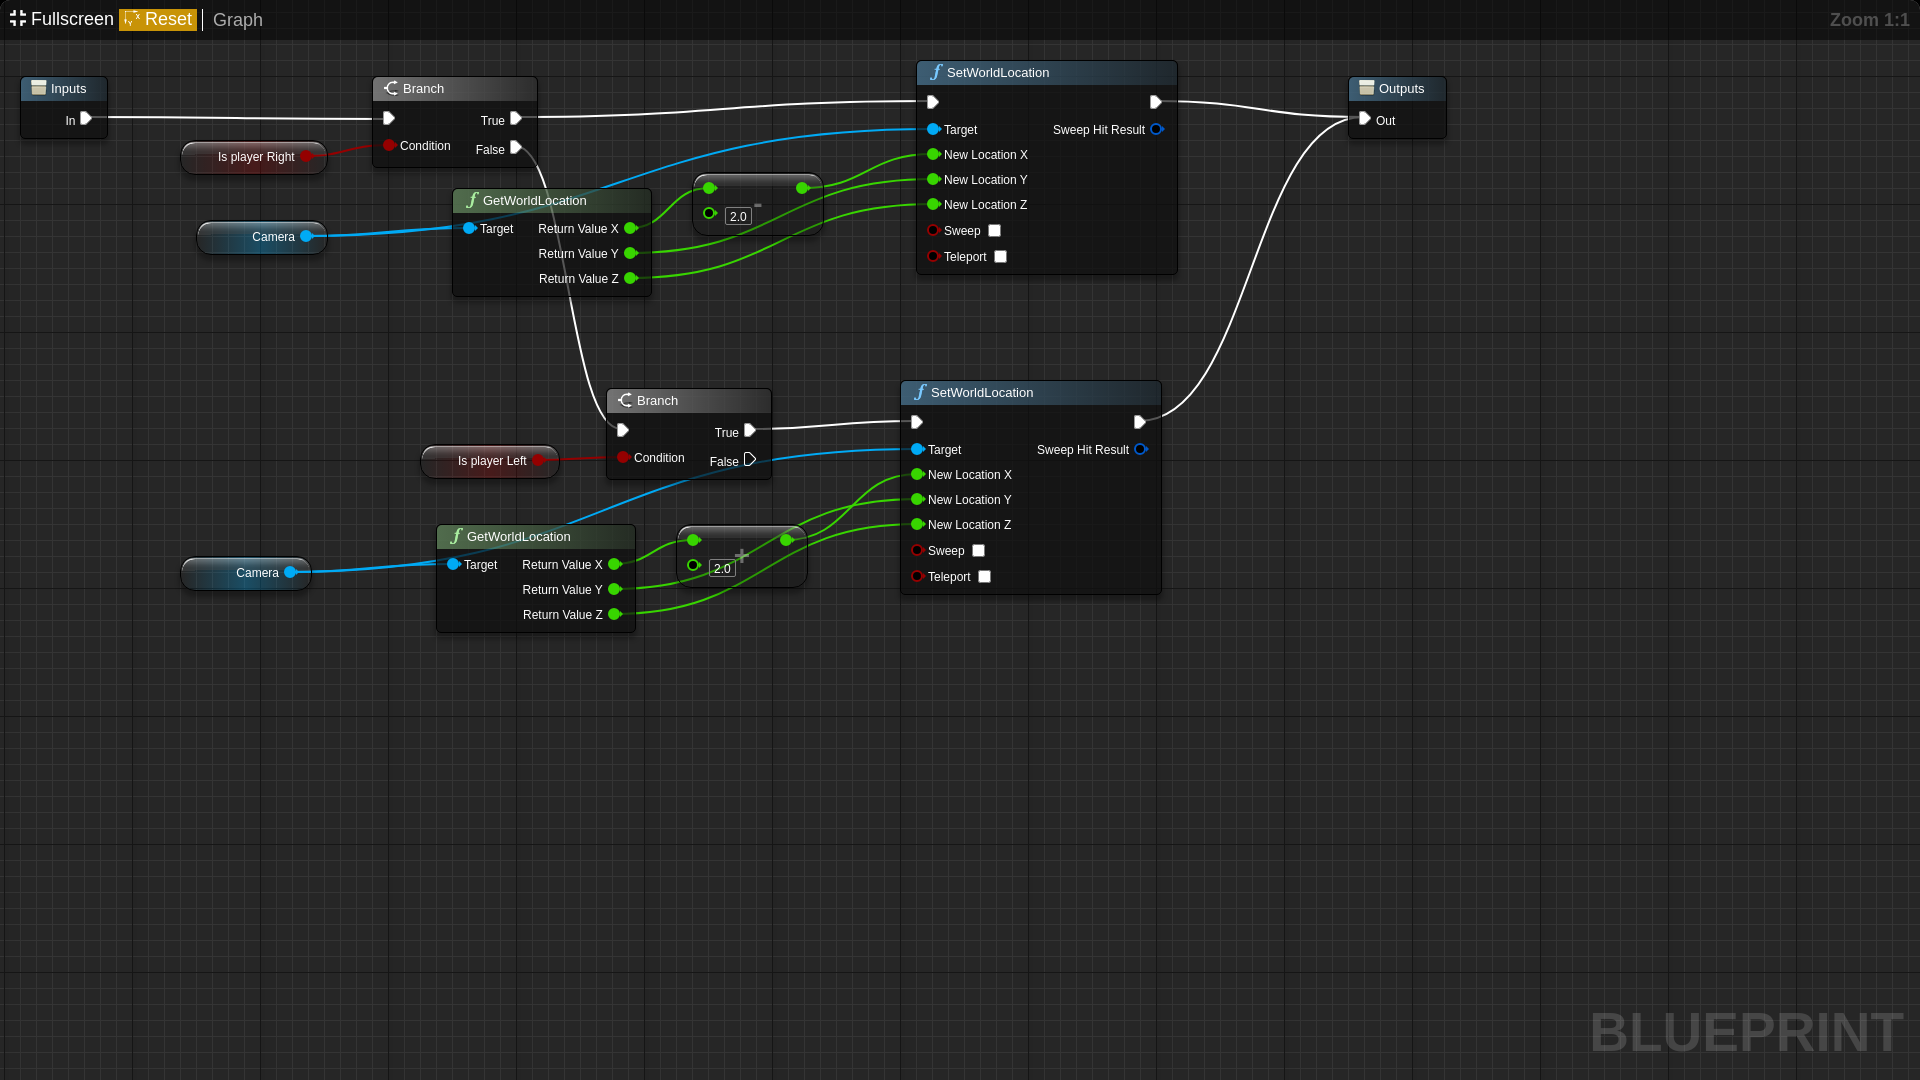 Fullscreen Reset Graph Zoom 1:1
Inputs
In
Is player Right
Camera
Branch
True
Condition
False
GetWorldLocation
Target Return Value X
Return Value Y
Return Value Z
2.0
-
SetWorldLocation
Target Sweep Hit Result
New Location X
New Location Y
New Location Z
Sweep
Teleport
Outputs
Out
Is player Left
Branch
True
Condition
False
Camera
GetWorldLocation
Target Return Value X
Return Value Y
Return Value Z
+
2.0
SetWorldLocation
Target Sweep Hit Result
New Location X
New Location Y
New Location Z
Sweep
Teleport
BLUEPRINT